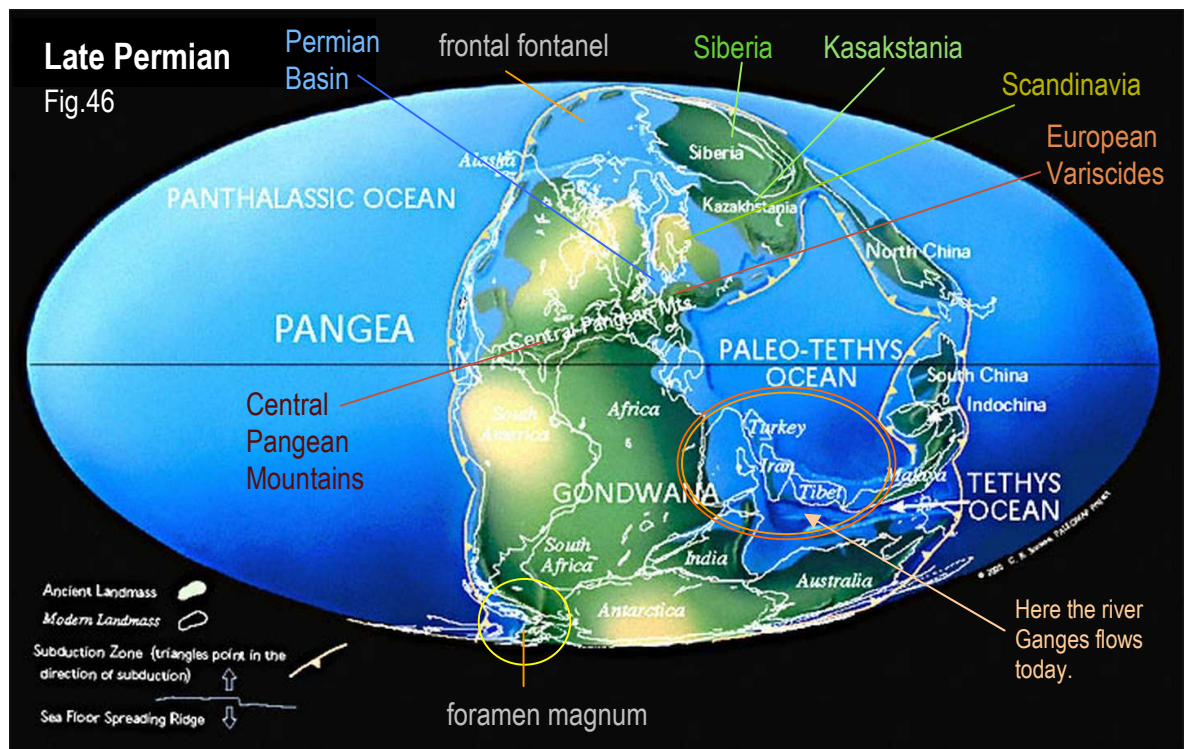 Late Permian
Fig.46
Permian
Basin
frontal fontanel
Siberia
Kasakstania
Scandinavia
European
Variscides
Alaska
Siberia
PANTHALASSIC OCEAN
Kazakhstania
North China
PANGEA
Central Pangean Mts.
PALEO-TETHYS
OCEAN
South China
Indochina
Central
Pangean
Mountains
South
America
Africa
Turkey
Iran
Tibet
Malaya
GONDWANA
TETHYS
OCEAN
South
Africa
India
Australia
Antarctica
Ancient Landmass
Modern Landmass
Subduction Zone (triangles point in the
direction of subduction)
Sea Floor Spreading Ridge
Here the river
Ganges flows
today.
foramen magnum